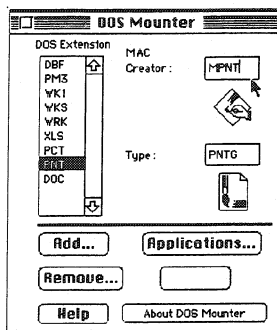 DOS Mounter
DOS Extension
MAC
Creator:
MPNT
DBF
PM3
WK1
WKS
WRK
XLS
PCT
PNT
DOC
Type:
PNTG
Add...
Applications...
Remove...
Help
About DOS Mounter